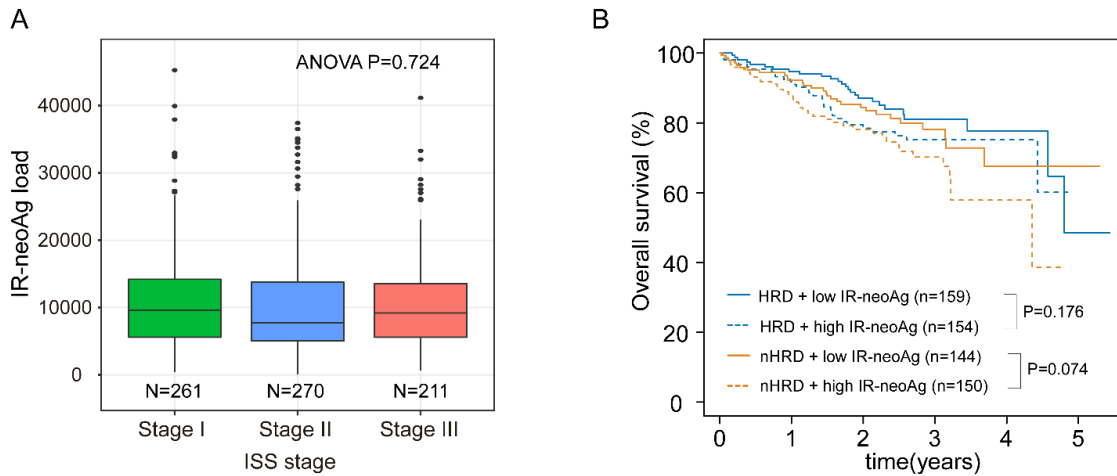 A
ANOVA P=0.724
IR-neoAg load
40000
30000
20000
10000
0
N=261
N=270
N=211
Stage I
Stage II
Stage III
ISS stage
B
Overall survival (%)
100
80
60
40
20
0
HRD + low IR-neoAg (n=159)
HRD + high IR-neoAg (n=154)
P=0.176
nHRD + low IR-neoAg (n=144)
nHRD + high IR-neoAg (n=150)
P=0.074
0 1 2 3 4 5
time(years)